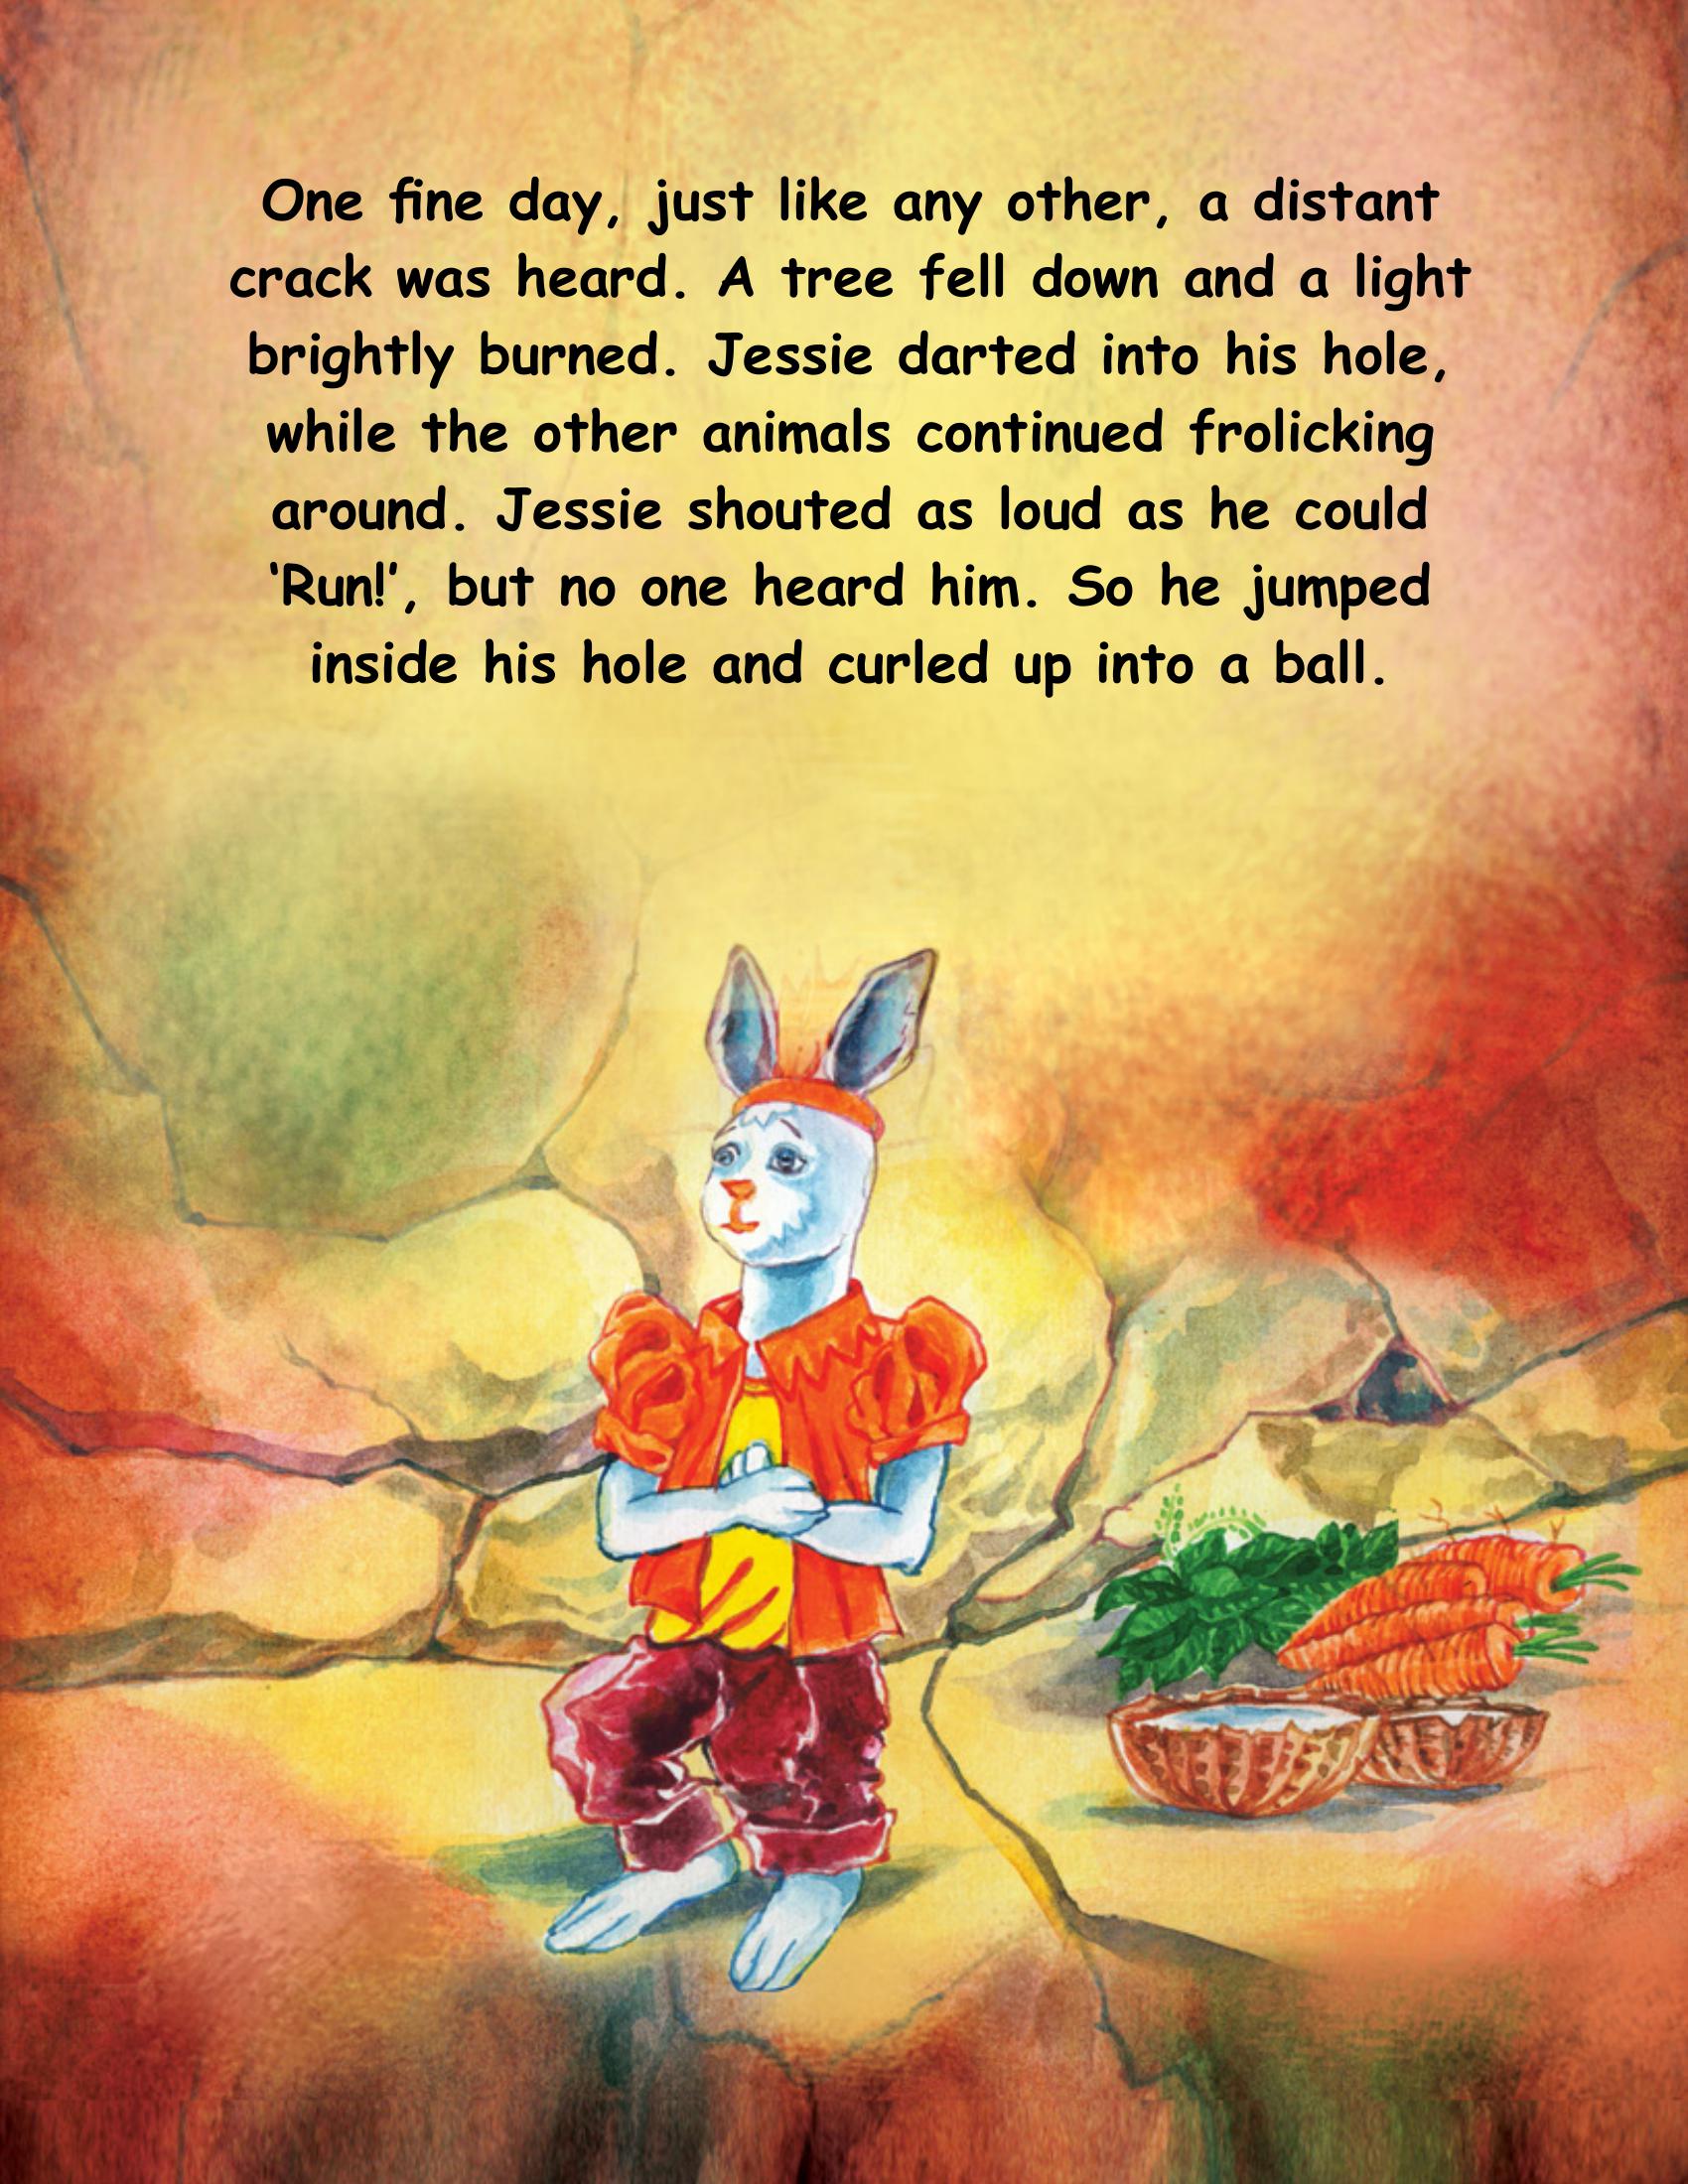 One fine day, just like any other, a distant
crack was heard. A tree fell down and a light
brightly burned. Jessie darted into his hole,
while the other animals continued frolicking
around. Jessie shouted as loud as he could
‘Run!’, but no one heard him. So he jumped
inside his hole and curled up into a ball.